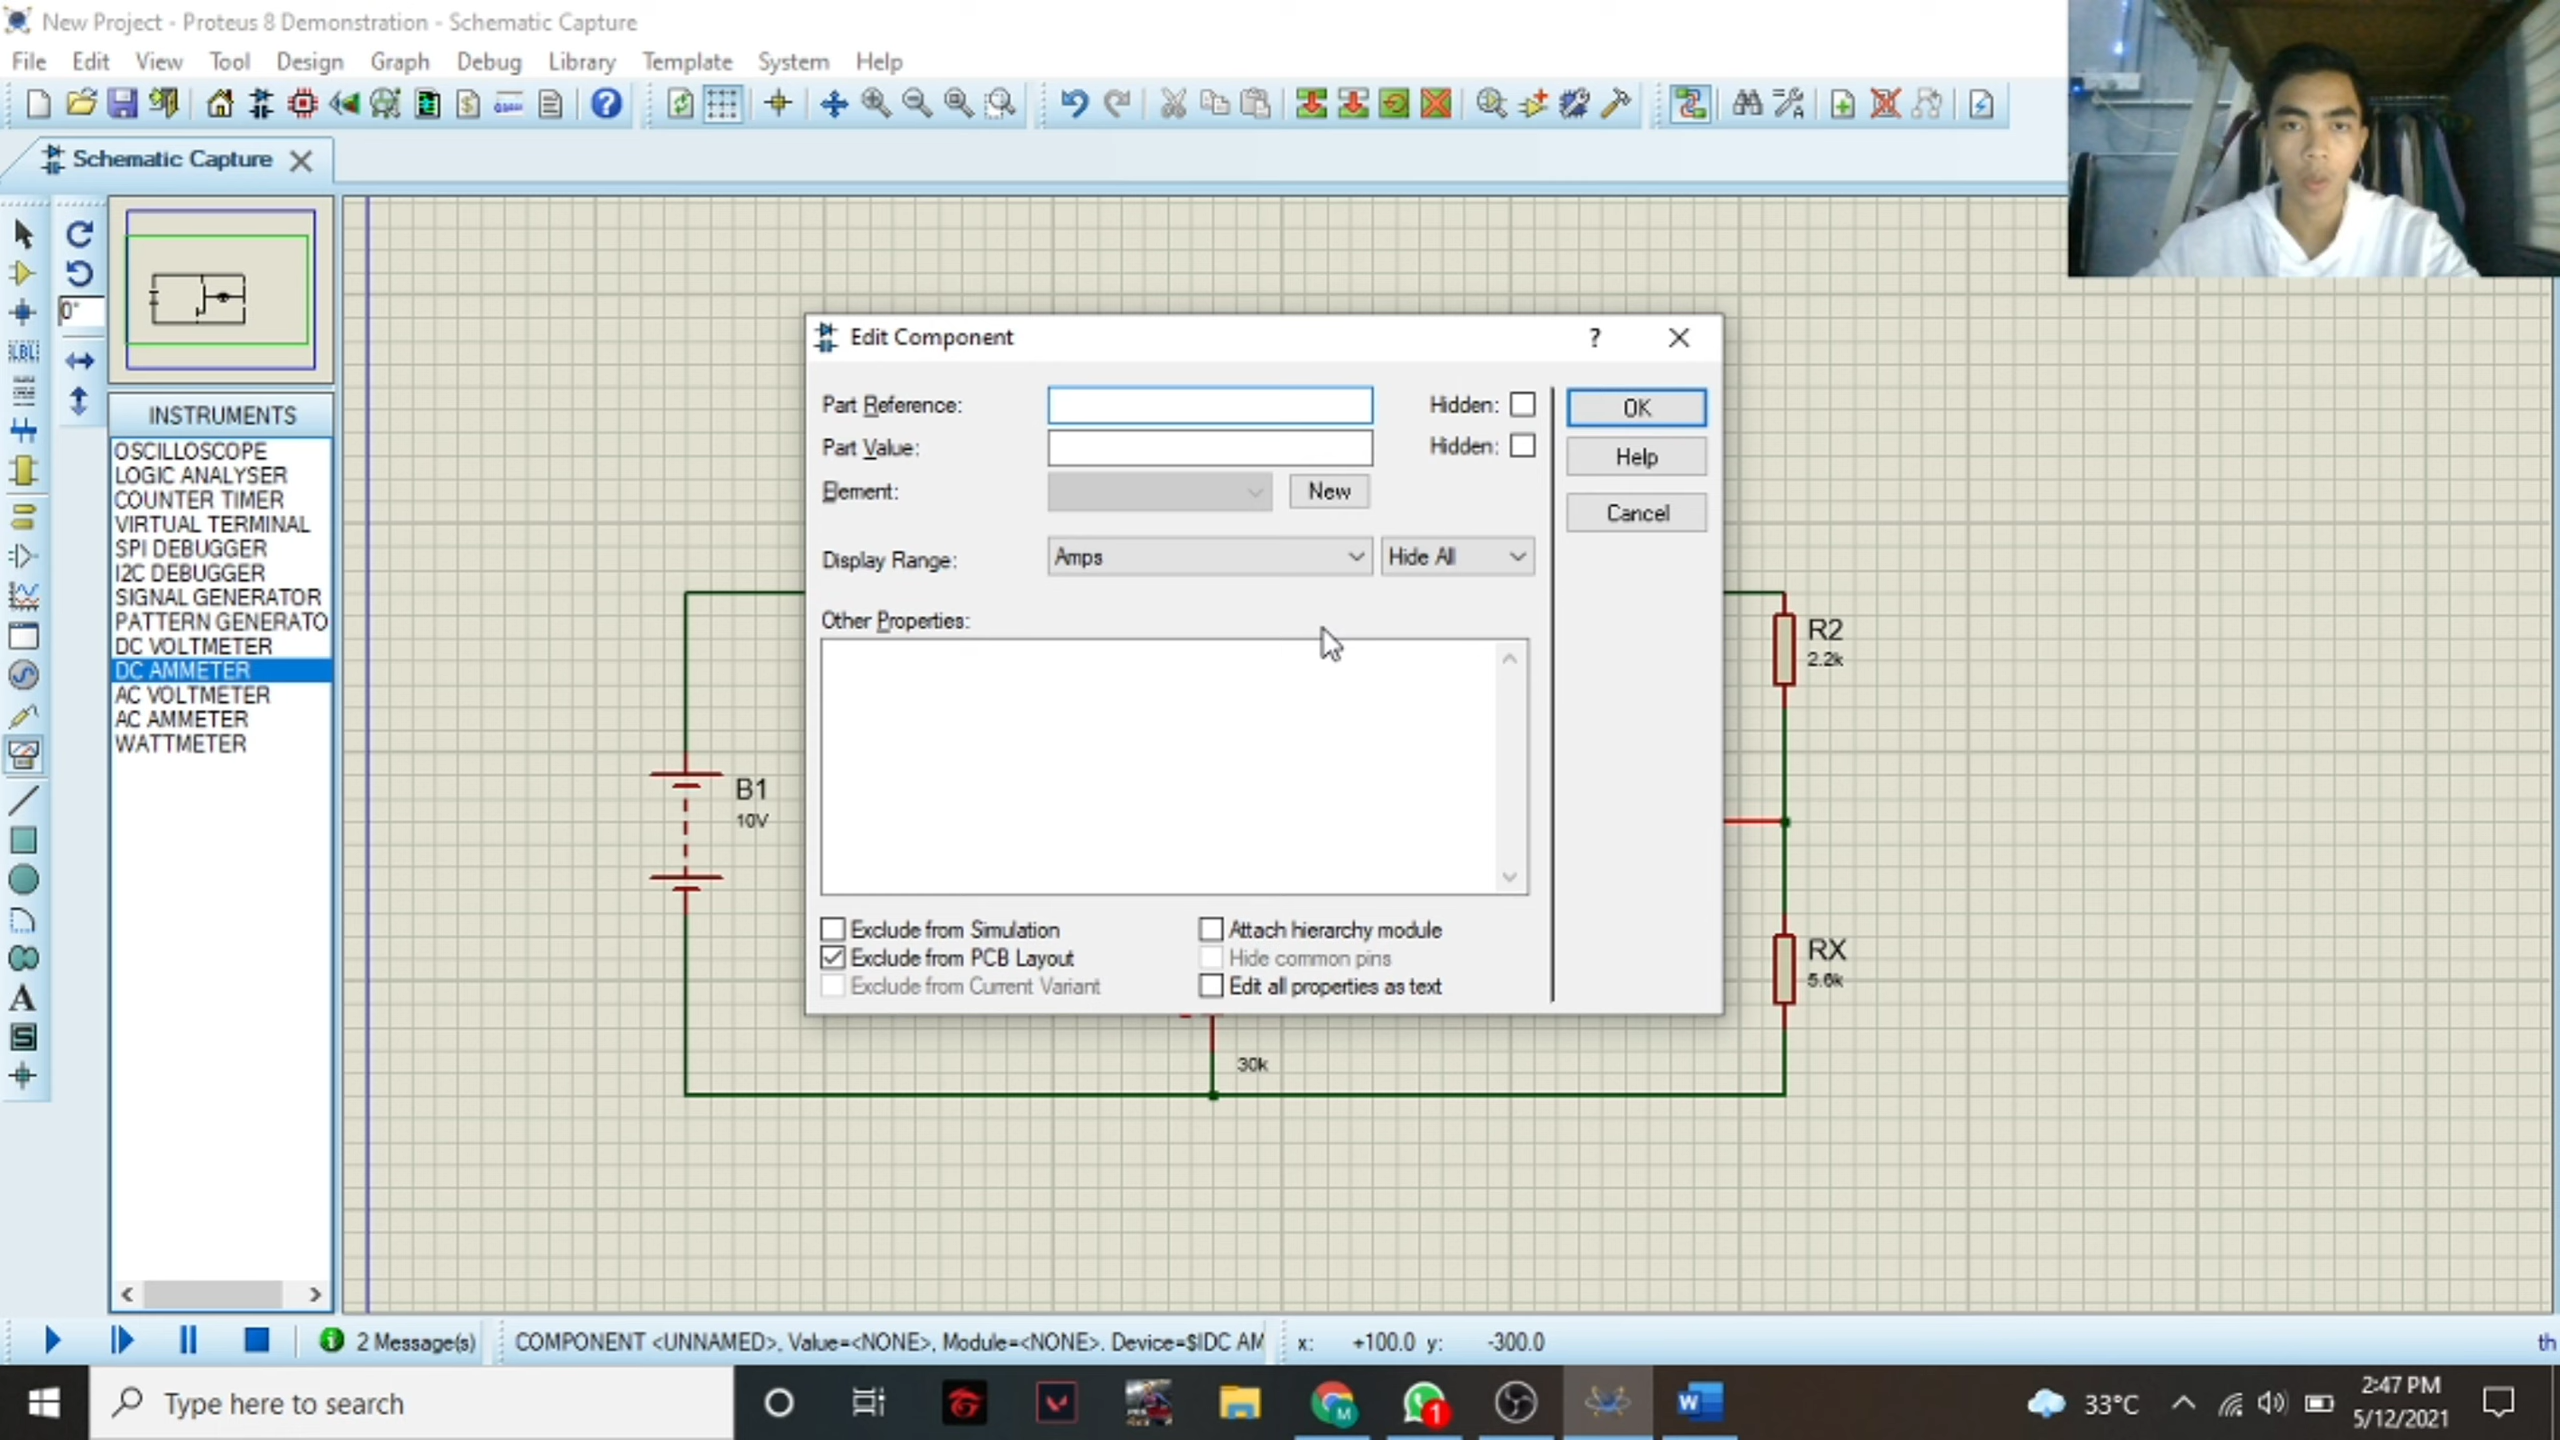 New Project - Proteus 8 Demonstration - Schematic Capture
File Edit View Tool Design Graph Debug Library Template System Help
Schematic Capture
0°
LBL
INSTRUMENTS
OSCILLOSCOPE
LOGIC ANALYSER
COUNTER TIMER
VIRTUAL TERMINAL
SPI DEBUGGER
I2C DEBUGGER
SIGNAL GENERATOR
PATTERN GENERATO
DC VOLTMETER
DC AMMETER
AC VOLTMETER
AC AMMETER
WATTMETER
A
S
Edit Component ?
Part Reference: Hidden: OK
Part Value: Hidden: Help
Element: New Cancel
Display Range: Amps Hide All
Other Properties:
Exclude from Simulation Attach hierarchy module
Exclude from PCB Layout Hide common pins
Exclude from Current Variant Edit all properties as text
B1
10V
R2
2.2k
RX
5.6k
30k
2 Message(s) COMPONENT <UNNAMED>, Value=<NONE>, Module=<NONE>. Device=$IDC AM x: +100.0 y: -300.0 th
Type here to search
M
1
W
33°C
2:47 PM
5/12/2021